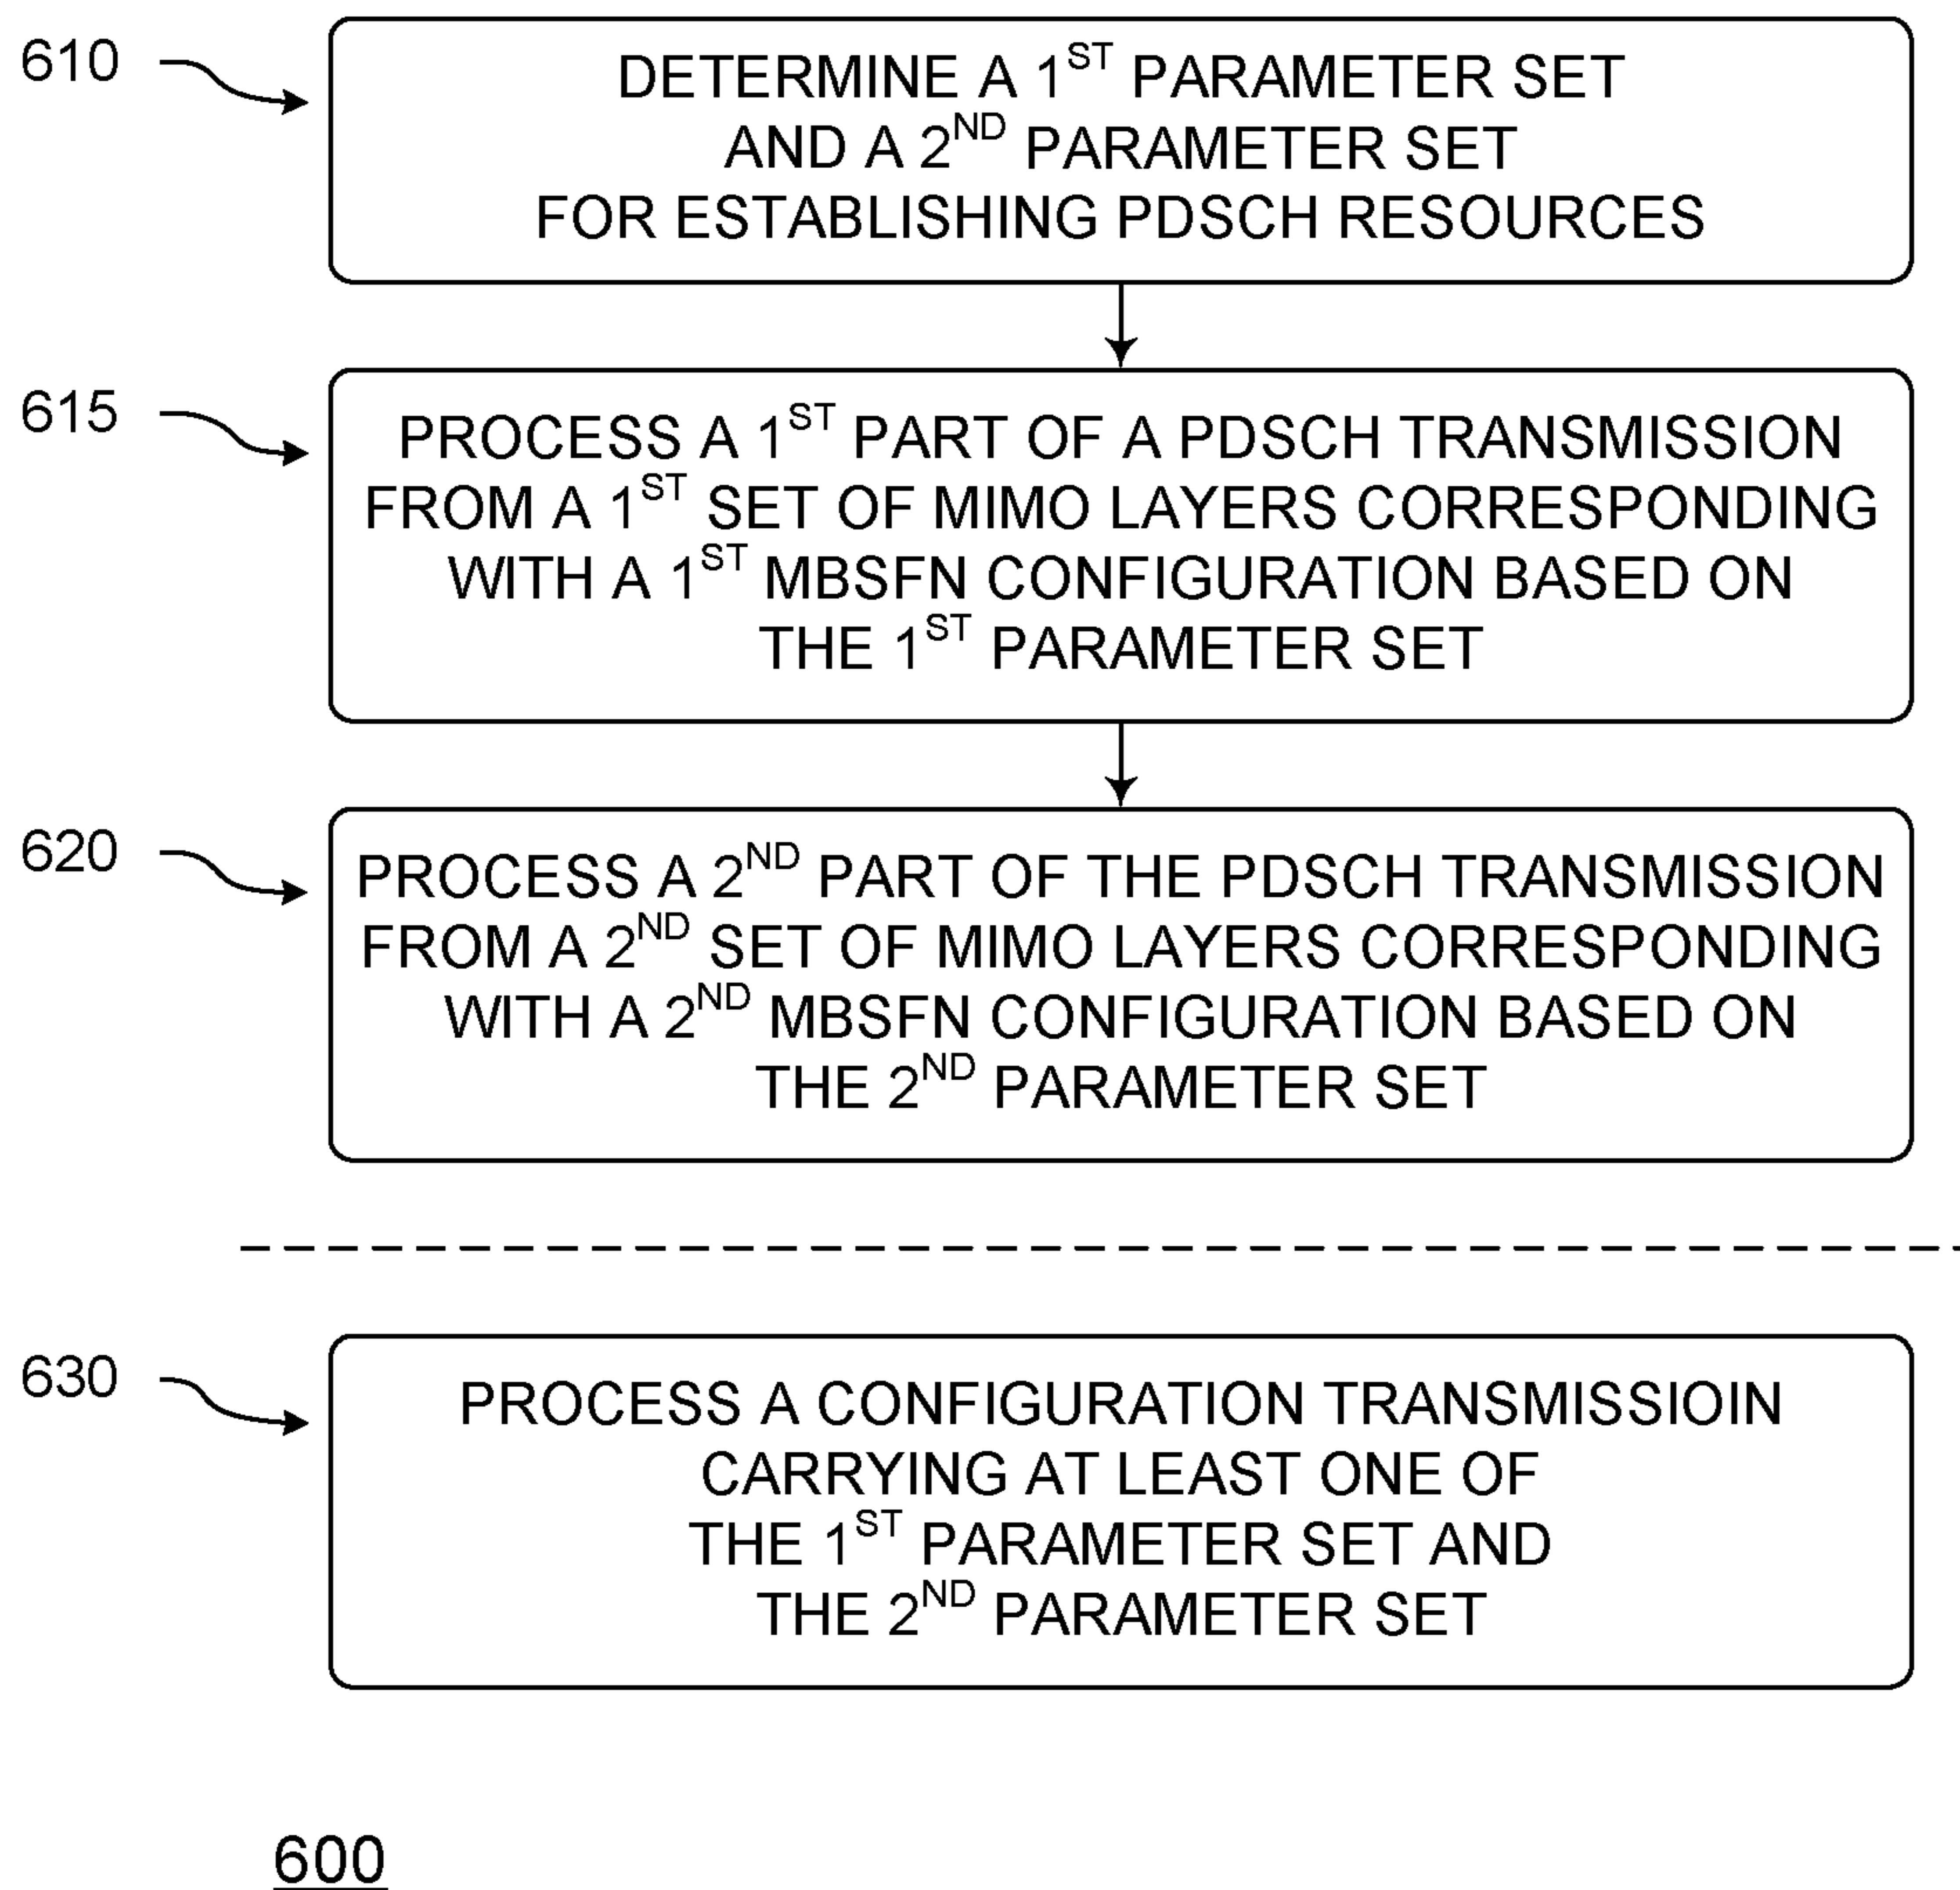 610
DETERMINE A 1ST PARAMETER SET
AND A 2ND PARAMETER SET
FOR ESTABLISHING PDSCH RESOURCES
615
PROCESS A 1ST PART OF A PDSCH TRANSMISSION
FROM A 1ST SET OF MIMO LAYERS CORRESPONDING
WITH A 1ST MBSFN CONFIGURATION BASED ON
THE 1ST PARAMETER SET
620
PROCESS A 2ND PART OF THE PDSCH TRANSMISSION
FROM A 2ND SET OF MIMO LAYERS CORRESPONDING
WITH A 2ND MBSFN CONFIGURATION BASED ON
THE 2ND PARAMETER SET
630
PROCESS A CONFIGURATION TRANSMISSIOIN
CARRYING AT LEAST ONE OF
THE 1ST PARAMETER SET AND
THE 2ND PARAMETER SET
600